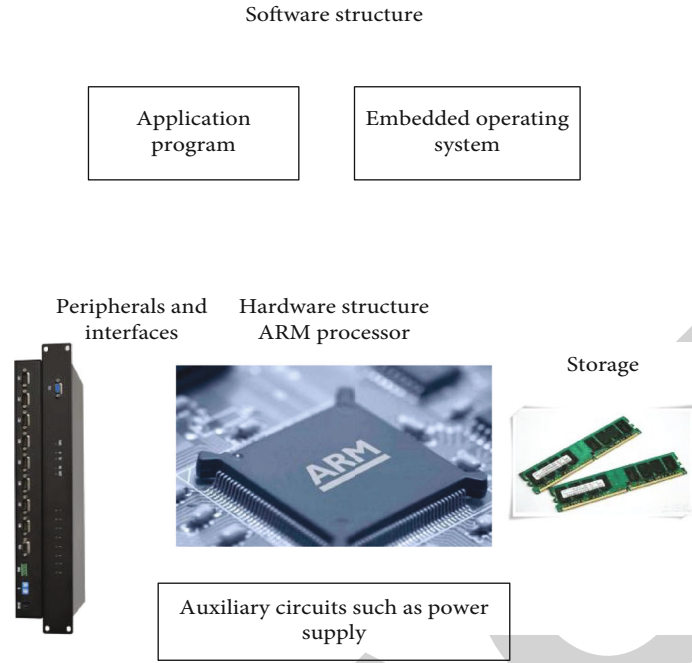 Software structure
Application
program
Embedded operating
system
Peripherals and
interfaces
Hardware structure
ARM processor
Storage
ARM
Auxiliary circuits such as power
supply